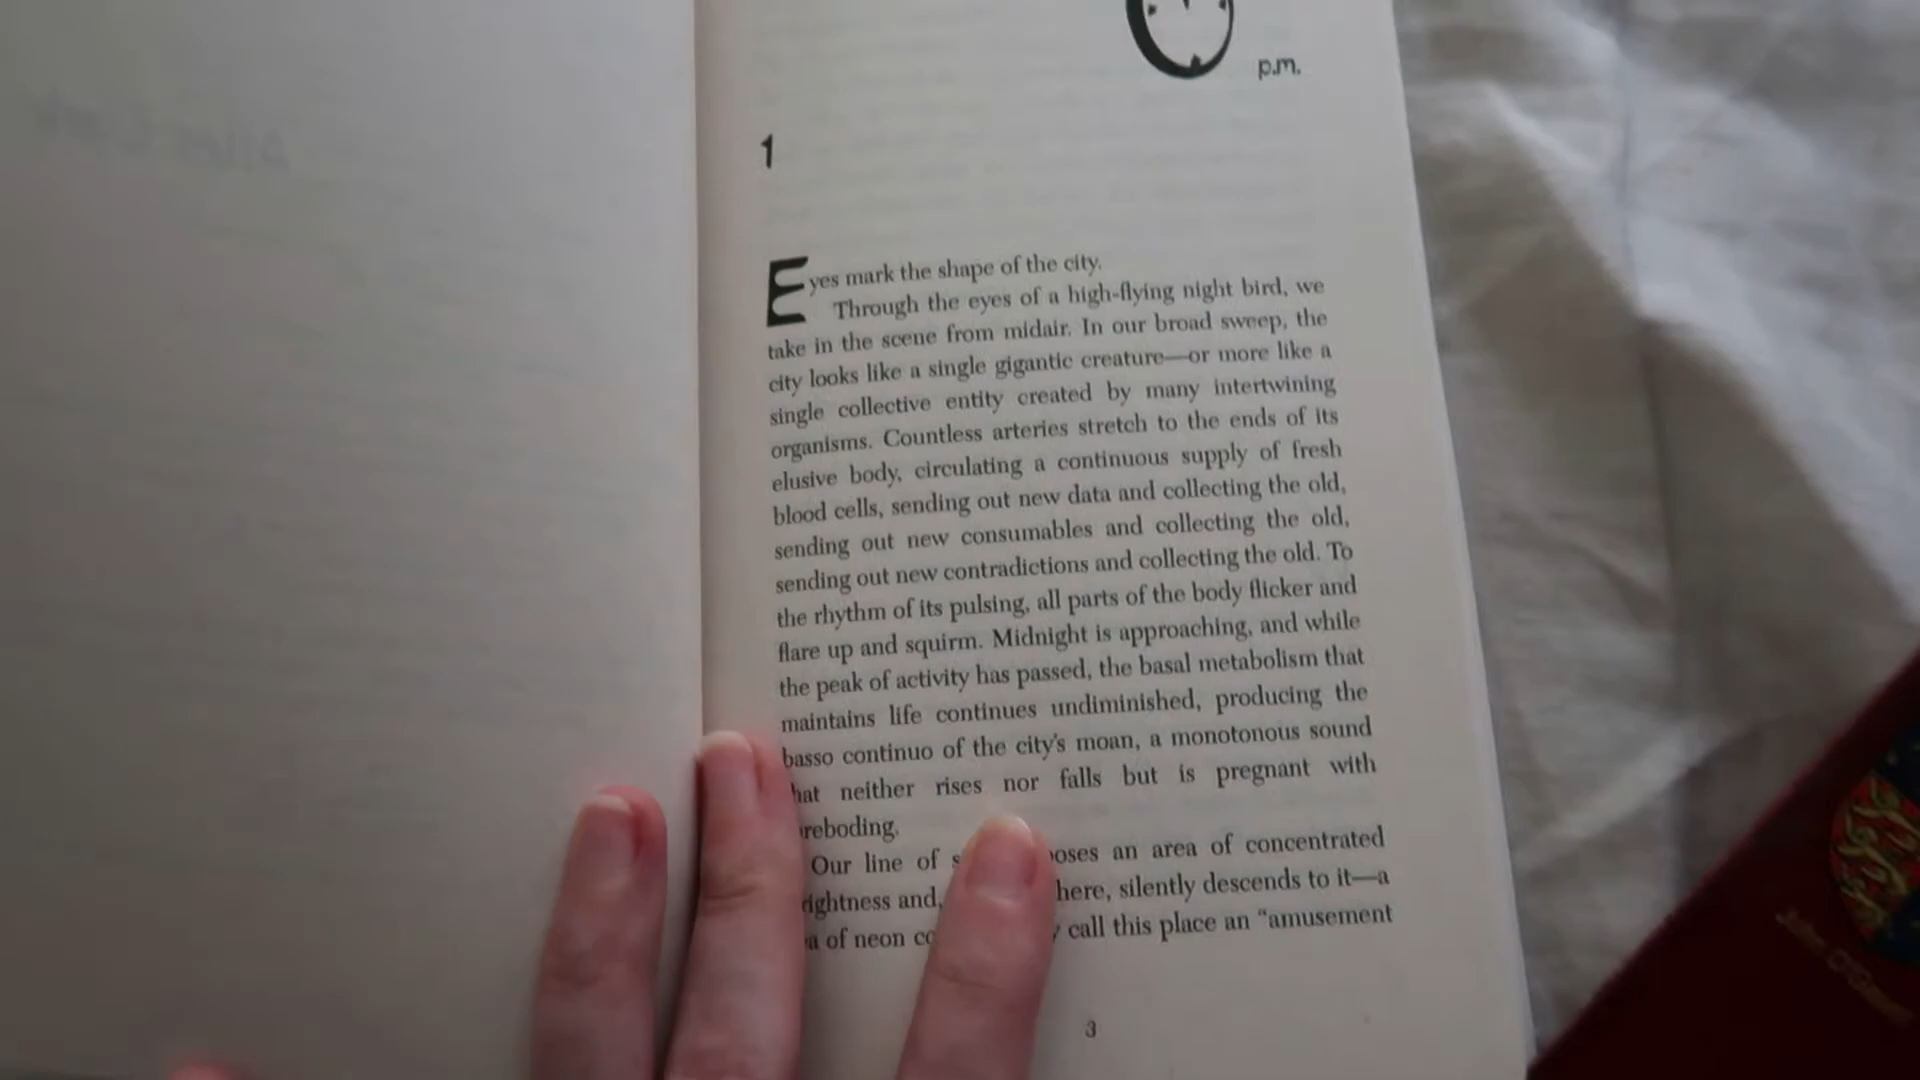 p.m.
1
Eyes mark the shape of the city.
Through the eyes of a high-flying night bird, we
take in the scene from midair. In our broad sweep, the
city looks like a single gigantic creature—or more like a
single collective entity created by many intertwining
organisms. Countless arteries stretch to the ends of its
elusive body, circulating a continuous supply of fresh
blood cells, sending out new data and collecting the old,
sending out new consumables and collecting the old,
sending out new contradictions and collecting the old. To
the rhythm of its pulsing, all parts of the body flicker and
flare up and squirm. Midnight is approaching, and while
the peak of activity has passed, the basal metabolism that
maintains life continues undiminished, producing the
basso continuo of the city's moan, a monotonous sound
hat neither rises nor falls but is pregnant with
reboding.
Our line of s oses an area of concentrated
ightness and, here, silently descends to it—a
a of neon co call this place an “amusement
3